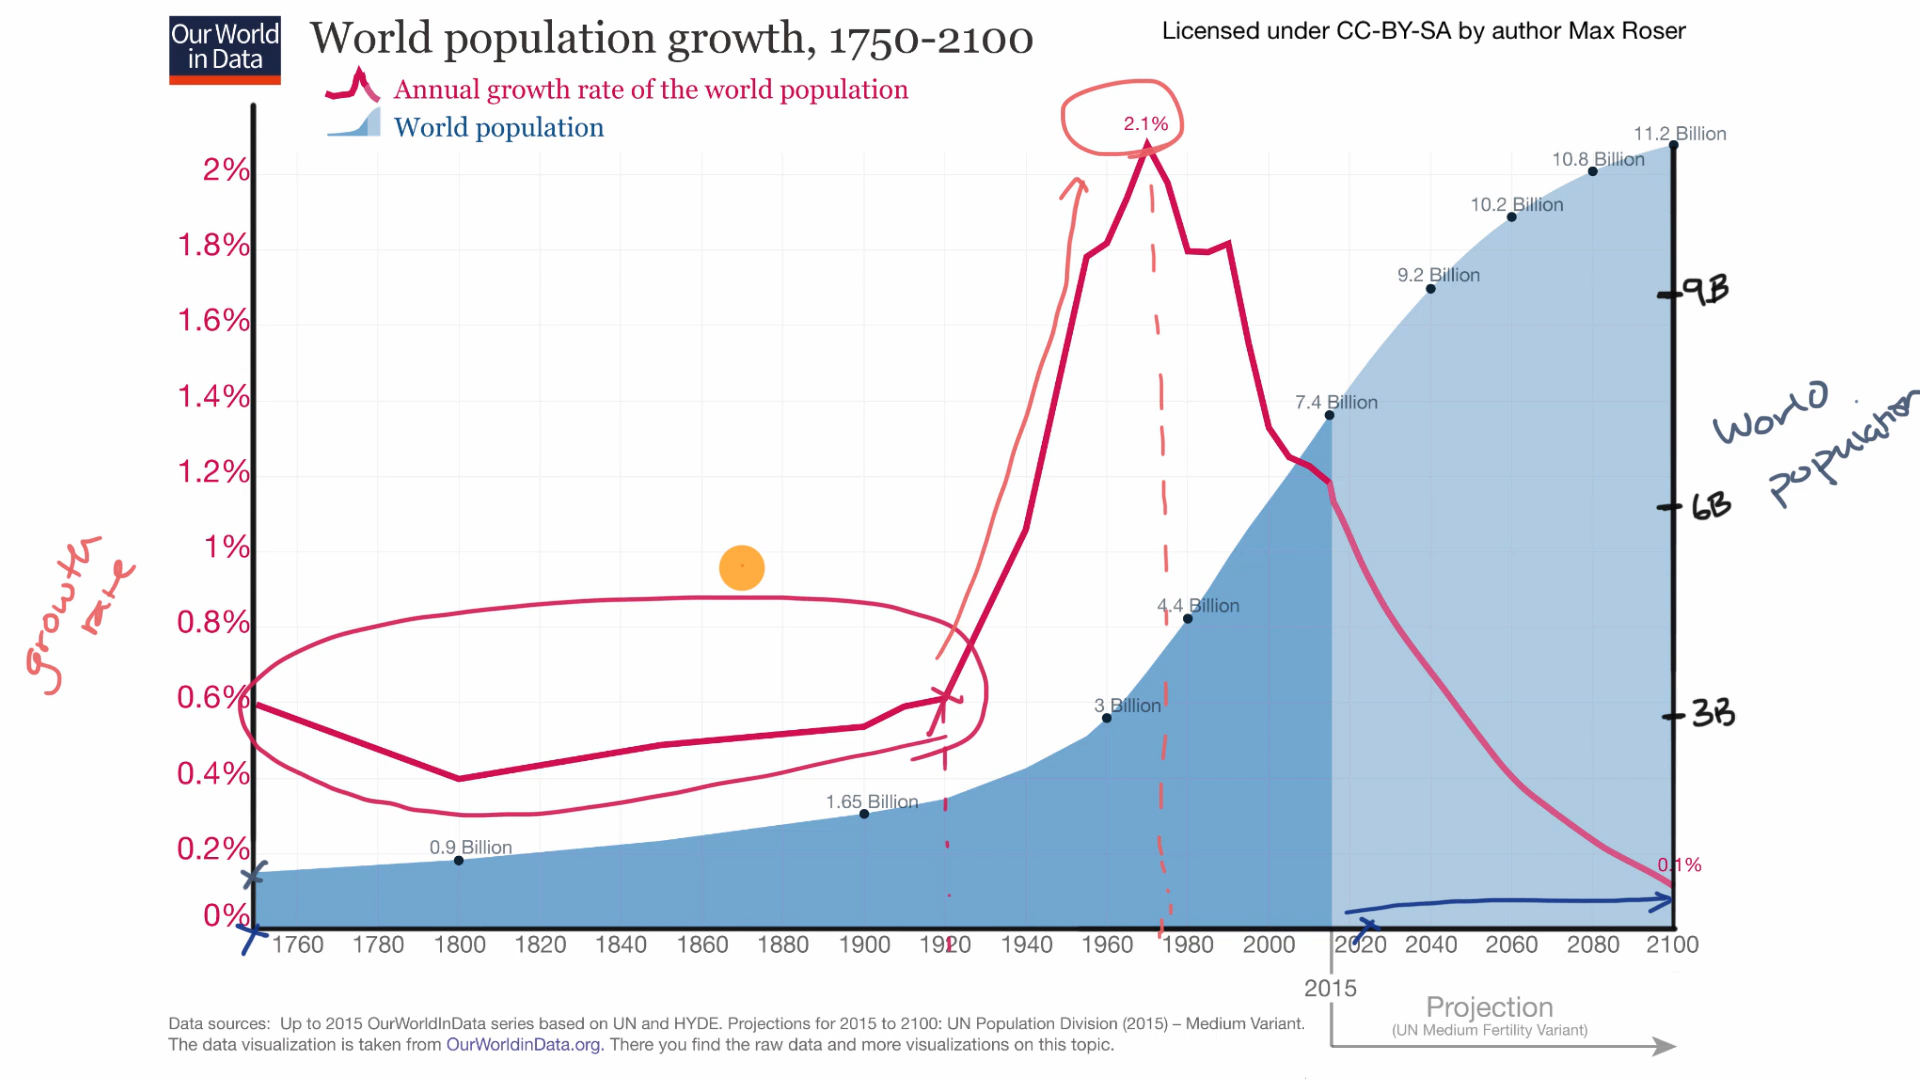 Our World
in Data
World population growth, 1750-2100
Licensed under CC-BY-SA by author Max Roser
Annual growth rate of the world population
World population
2.1%
11.2 Billion
10.8 Billion
10.2 Billion
9.2 Billion
7.4 Billion
4.4 Billion
3 Billion
1.65 Billion
0.9 Billion
0.1%
2%
1.8%
1.6%
1.4%
1.2%
1%
0.8%
0.6%
0.4%
0.2%
0%
growth
rate
9B
6B
3B
World
population
1760 1780 1800 1820 1840 1860 1880 1900 1920 1940 1960 1980 2000 2020 2040 2060 2080 2100
2015
Projection
(UN Medium Fertility Variant)
Data sources: Up to 2015 OurWorldInData series based on UN and HYDE. Projections for 2015 to 2100: UN Population Division (2015) – Medium Variant.
The data visualization is taken from OurWorldinData.org. There you find the raw data and more visualizations on this topic.